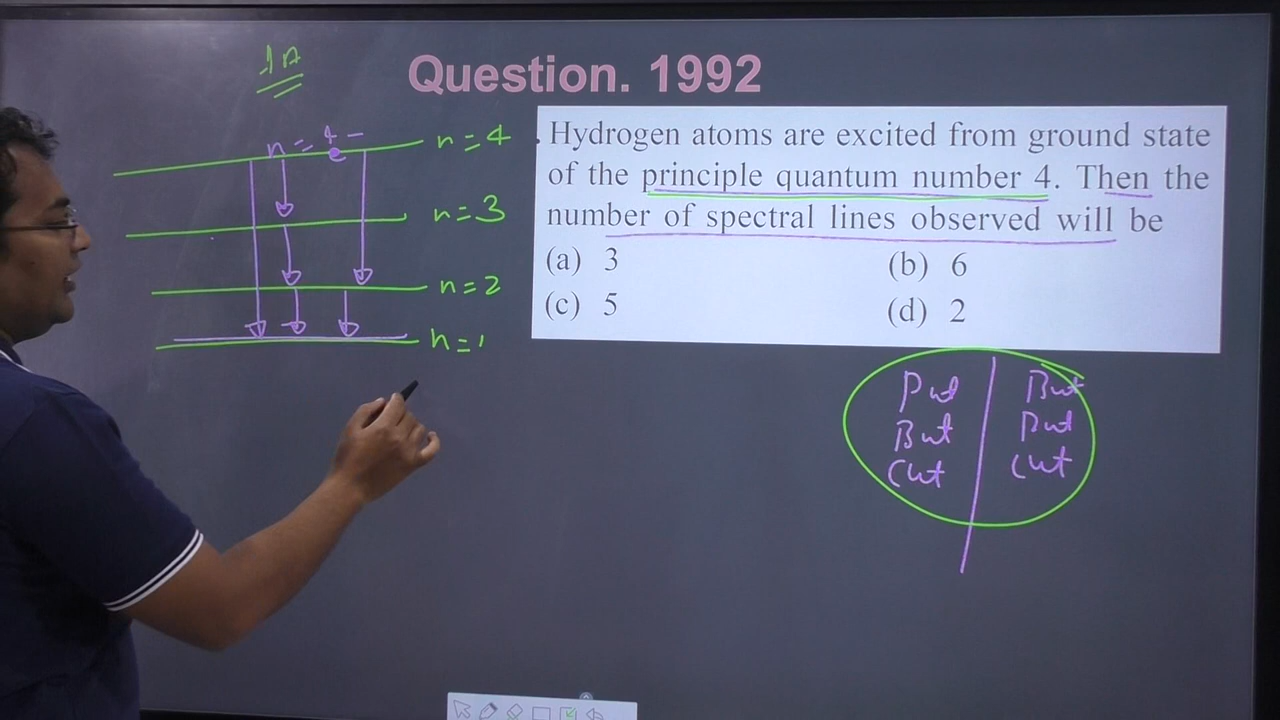 Question. 1992
Hydrogen atoms are excited from ground state
of the principle quantum number 4. Then the
number of spectral lines observed will be
(a) 3 (b) 6
(c) 5 (d) 2
n = 4
n = 4
n = 3
n = 2
n = 1
Put But
But Put
Cut Cut